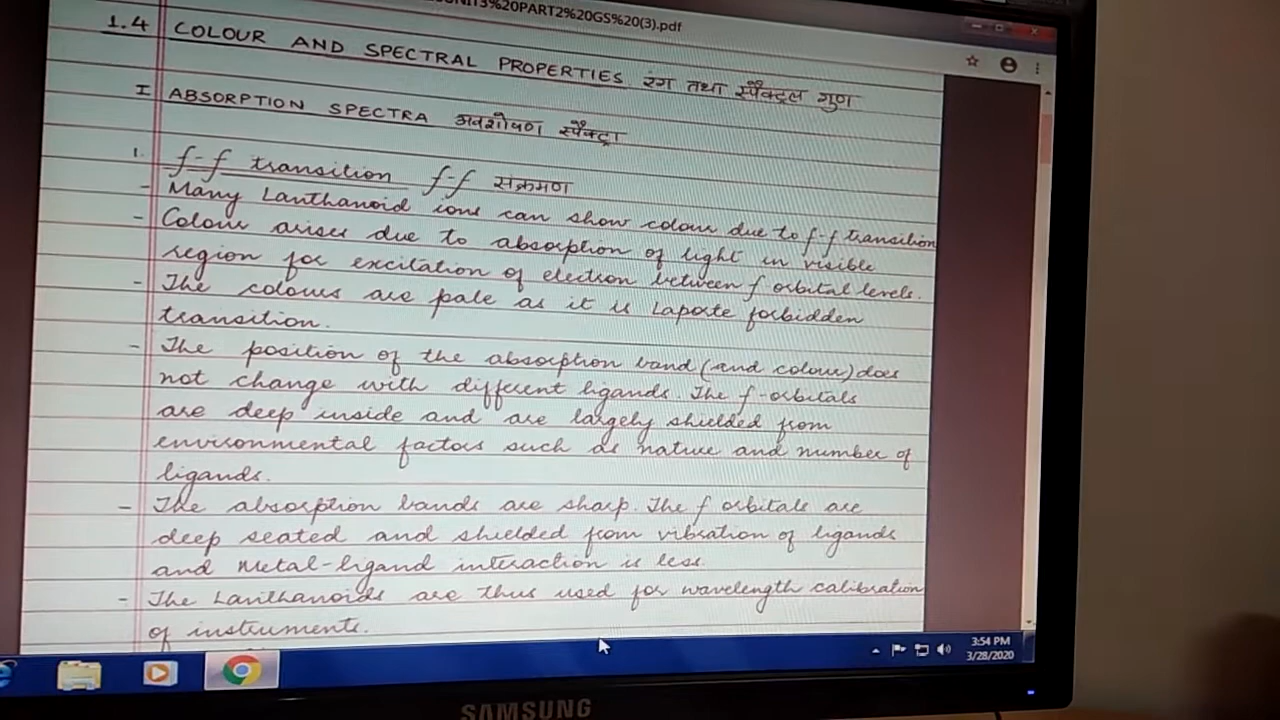 NIT3%20PART2%20GS%20(3).pdf
1.4 COLOUR AND SPECTRAL PROPERTIES रंग तथा स्पैक्ट्रल गुण
I ABSORPTION SPECTRA अवशोषण स्पैक्ट्रा
1. f-f transition f-f संक्रमण
- Many Lanthanoid ions can show colour due to f-f transition
- Colour arises due to absorption of light in visible
region for excitation of electron between f orbital levels.
- The colours are pale as it is Laporte forbidden
transition.
- The position of the absorption band (and colour) does
not change with different ligands. The f-orbitals
are deep inside and are largely shielded from
environmental factors such as nature and number of
ligands.
- The absorption bands are sharp. The f orbitals are
deep seated and shielded from vibration of ligands
and metal-ligand interaction is less.
- The Lanthanoids are thus used for wavelength calibration
of instruments.
3:54 PM
3/28/2020
SAMSUNG